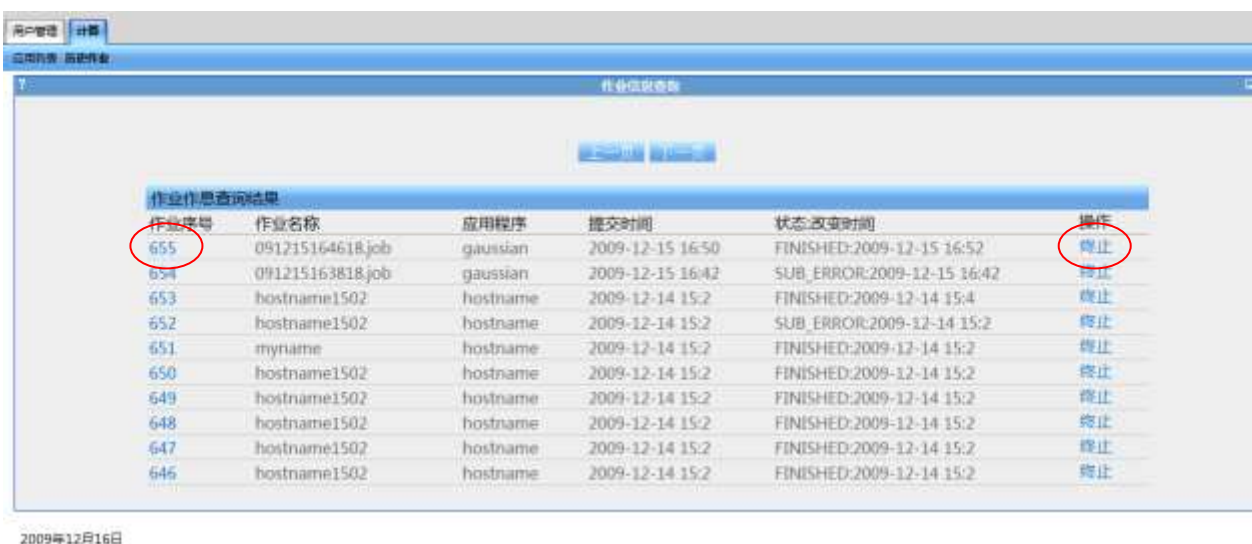 用户管理 计算
应用列表 历史作业
? 作业信息查询
上一页 下一页
作业作息查询结果
作业序号 作业名称 应用程序 提交时间 状态:改变时间 操作
655 091215164618.job gaussian 2009-12-15 16:50 FINISHED:2009-12-15 16:52 终止
654 091215163818.job gaussian 2009-12-15 16:42 SUB_ERROR:2009-12-15 16:42 终止
653 hostname1502 hostname 2009-12-14 15:2 FINISHED:2009-12-14 15:4 终止
652 hostname1502 hostname 2009-12-14 15:2 SUB_ERROR:2009-12-14 15:2 终止
651 myname hostname 2009-12-14 15:2 FINISHED:2009-12-14 15:2 终止
650 hostname1502 hostname 2009-12-14 15:2 FINISHED:2009-12-14 15:2 终止
649 hostname1502 hostname 2009-12-14 15:2 FINISHED:2009-12-14 15:2 终止
648 hostname1502 hostname 2009-12-14 15:2 FINISHED:2009-12-14 15:2 终止
647 hostname1502 hostname 2009-12-14 15:2 FINISHED:2009-12-14 15:2 终止
646 hostname1502 hostname 2009-12-14 15:2 FINISHED:2009-12-14 15:2 终止
2009年12月16日